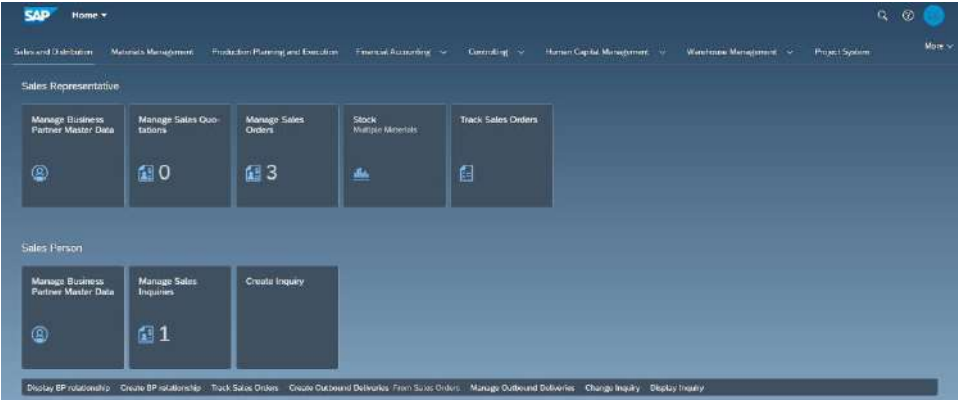 SAP Home
Sales and Distribution Materials Management Production Planning and Execution Financial Accounting Controlling Human Capital Management Warehouse Management Project System More
Sales Representative
Manage Business
Partner Master Data
Manage Sales Quo-
tations
0
Manage Sales
Orders
3
Stock
Multiple Materials
Track Sales Orders
Sales Person
Manage Business
Partner Master Data
Manage Sales
Inquiries
1
Create Inquiry
Display BP relationship Create BP relationship Track Sales Orders Create Outbound Deliveries From Sales Orders Manage Outbound Deliveries Change Inquiry Display Inquiry